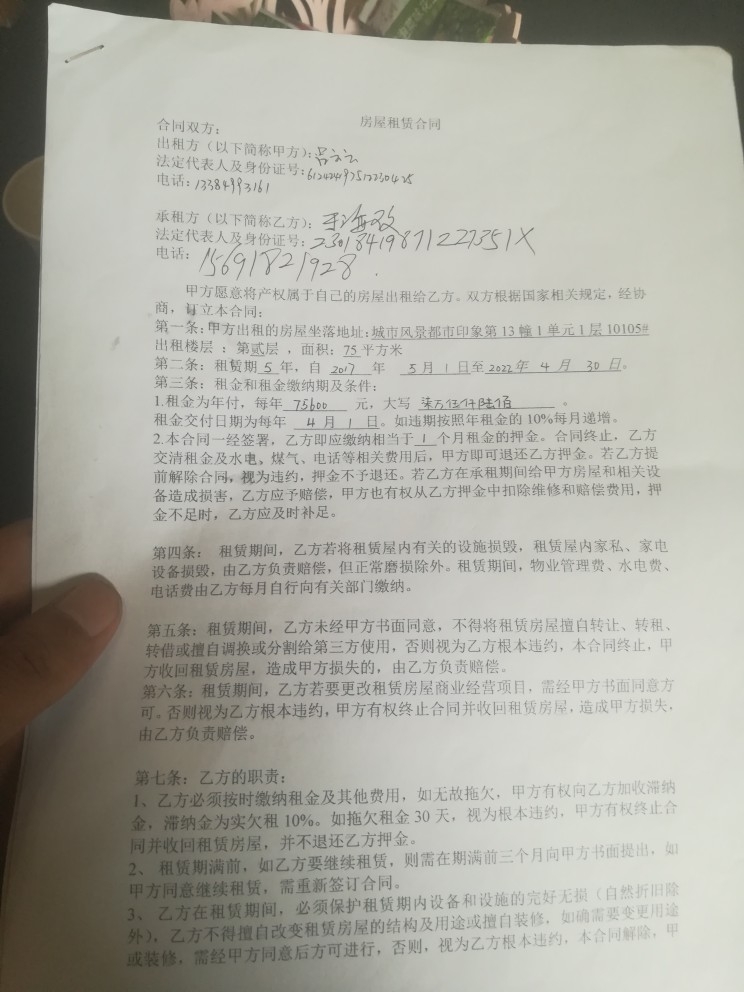 房屋租赁合同
合同双方：
出租方（以下简称甲方）：吕云云
法定代表人及身份证号：612424197512230425
电话：13384993161
承租方（以下简称乙方）：
法定代表人及身份证号：23018419871227351X
电话：15691821928
甲方愿意将产权属于自己的房屋出租给乙方。双方根据国家相关规定，经协
商，订立本合同：
第一条：甲方出租的房屋坐落地址：城市风景都市印象第13幢1单元1层10105#
出租楼层：第贰层，面积：75平方米
第二条：租赁期5年，自2017年5月1日至2022年4月30日。
第三条：租金和租金缴纳期及条件：
1.租金为年付，每年75600元，大写柒万伍仟陆佰。
租金交付日期为每年4月1日。如违期按照年租金的10%每月递增。
2.本合同一经签署，乙方即应缴纳相当于1个月租金的押金。合同终止，乙方
交清租金及水电，煤气、电话等相关费用后，甲方即可退还乙方押金。若乙方提
前解除合同，视为违约，押金不予退还。若乙方在承租期间给甲方房屋和相关设
备造成损害，乙方应予赔偿，甲方也有权从乙方押金中扣除维修和赔偿费用，押
金不足时，乙方应及时补足。
第四条：租赁期间，乙方若将租赁屋内有关的设施损毁，租赁屋内家私、家电
设备损毁，由乙方负责赔偿，但正常磨损除外。租赁期间，物业管理费、水电费、
电话费由乙方每月自行向有关部门缴纳。
第五条：租赁期间，乙方未经甲方书面同意，不得将租赁房屋擅自转让、转租、
转借或擅自调换或分割给第三方使用，否则视为乙方根本违约，本合同终止，甲
方收回租赁房屋，造成甲方损失的，由乙方负责赔偿。
第六条：租赁期间，乙方若要更改租赁房屋商业经营项目，需经甲方书面同意方
可。否则视为乙方根本违约，甲方有权终止合同并收回租赁房屋，造成甲方损失，
由乙方负责赔偿。
第七条：乙方的职责：
1、乙方必须按时缴纳租金及其他费用，如无故拖欠，甲方有权向乙方加收滞纳
金，滞纳金为实欠租10%。如拖欠租金30天，视为根本违约，甲方有权终止合
同并收回租赁房屋，并不退还乙方押金。
2、租赁期满前，如乙方要继续租赁，则需在期满前三个月向甲方书面提出，如
甲方同意继续租赁，需重新签订合同。
3、乙方在租赁期间，必须保护租赁期内设备和设施的完好无损（自然折旧除
外），乙方不得擅自改变租赁房屋的结构及用途或擅自装修，如确需要变更用途
或装修，需经甲方同意后方可进行，否则，视为乙方根本违约，本合同解除，甲